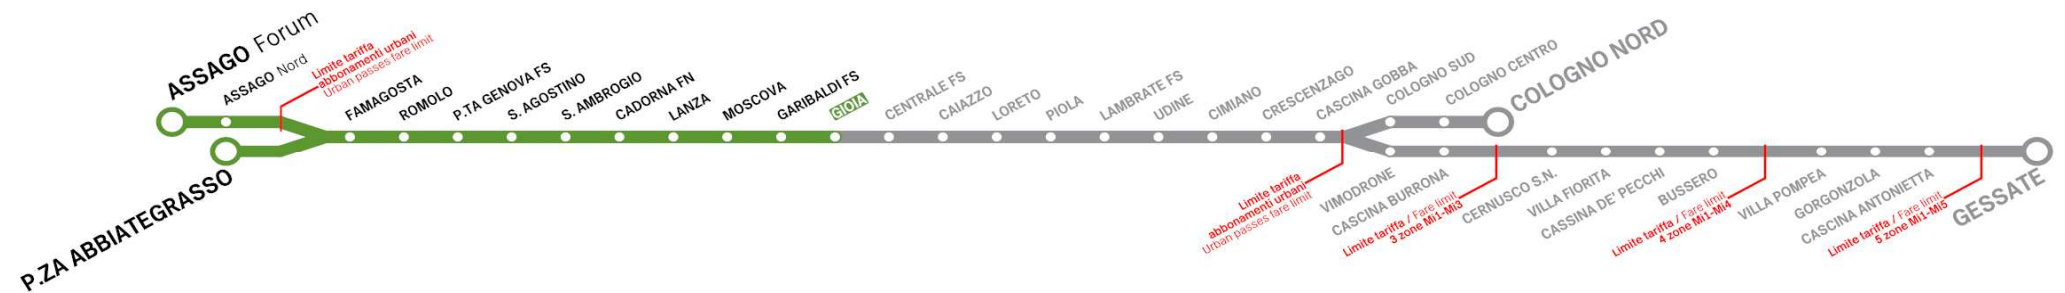 ASSAGO Forum
ASSAGO Nord
Limite tariffa
abbonamenti urbani
Urban passes fare limit
P.ZA ABBIATEGRASSO
FAMAGOSTA
ROMOLO
P.TA GENOVA FS
S. AGOSTINO
S. AMBROGIO
CADORNA FN
LANZA
MOSCOVA
GARIBALDI FS
GIOIA
CENTRALE FS
CAIAZZO
LORETO
PIOLA
LAMBRATE FS
UDINE
CIMIANO
CRESCENZAGO
CASCINA GOBBA
COLOGNO SUD
COLOGNO CENTRO
COLOGNO NORD
Limite tariffa
abbonamenti urbani
Urban passes fare limit
VIMODRONE
CASCINA BURRONA
Limite tariffa / Fare limit
3 zone Mi1-Mi3
CERNUSCO S.N.
VILLA FIORITA
CASSINA DE' PECCHI
BUSSERO
Limite tariffa / Fare limit
4 zone Mi1-Mi4
VILLA POMPEA
GORGONZOLA
CASCINA ANTONIETTA
Limite tariffa / Fare limit
5 zone Mi1-Mi5
GESSATE